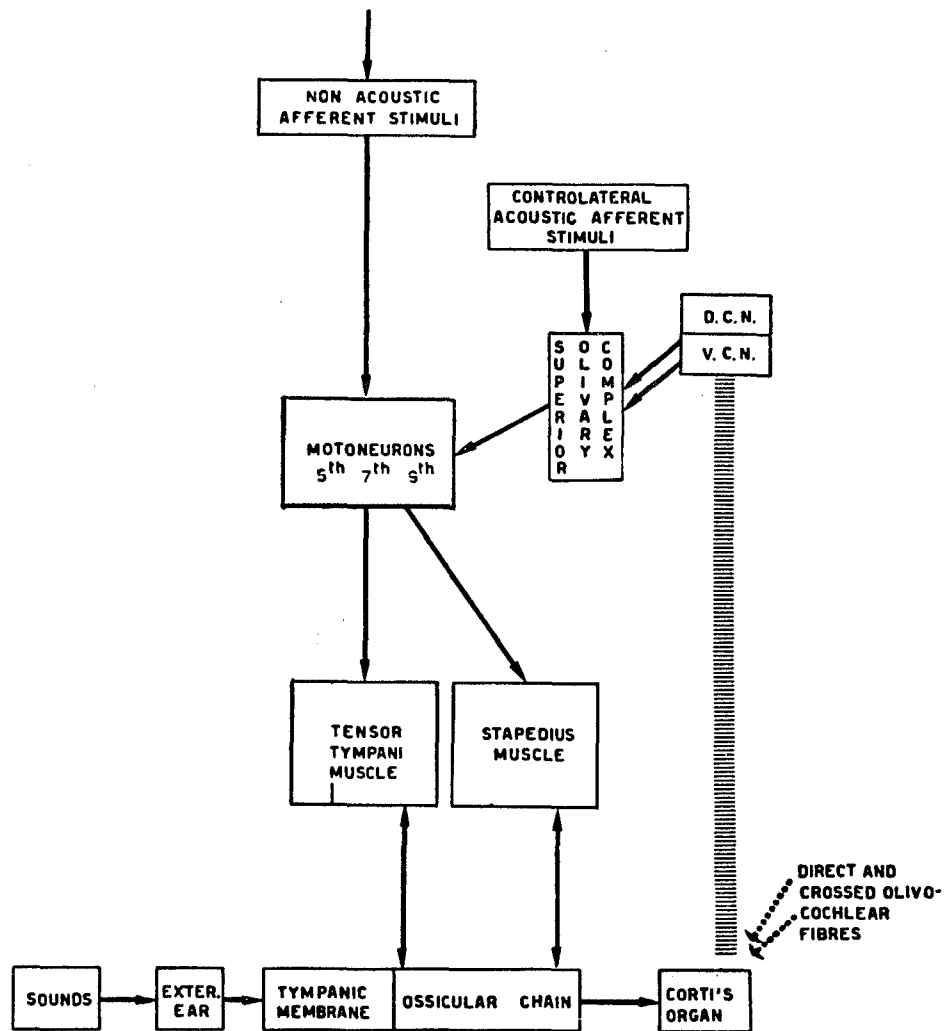 NON ACOUSTIC
AFFERENT STIMULI
CONTROLATERAL
ACOUSTIC AFFERENT
STIMULI
D.C.N.
V.C.N.
SUPERIOR
OLIVARY
COMPLEX
MOTONEURONS
5th 7th 9th
TENSOR
TYMPANI
MUSCLE
STAPEDIUS
MUSCLE
DIRECT AND
CROSSED OLIVO-
COCHLEAR
FIBRES
SOUNDS
EXTER.
EAR
TYMPANIC
MEMBRANE
OSSICULAR CHAIN
CORTI'S
ORGAN